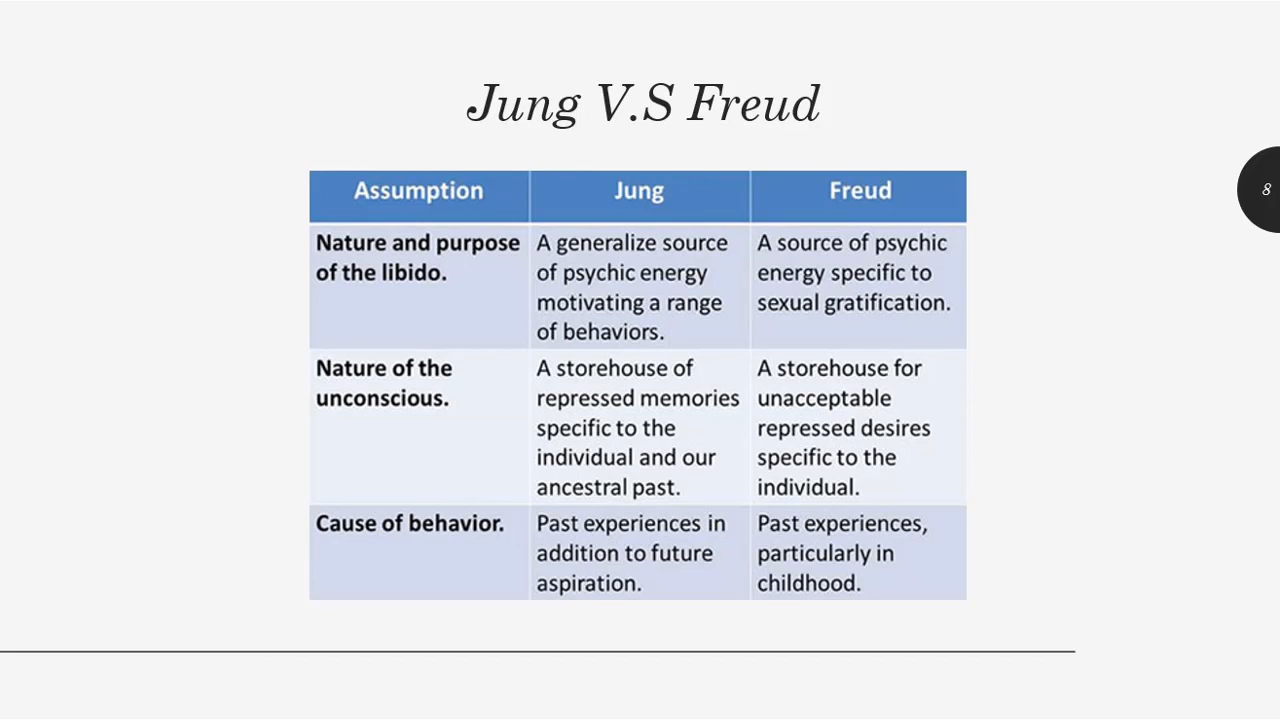 Jung V.S Freud
8
Assumption
Jung
Freud
Nature and purpose
of the libido.
A generalize source
of psychic energy
motivating a range
of behaviors.
A source of psychic
energy specific to
sexual gratification.
Nature of the
unconscious.
A storehouse of
repressed memories
specific to the
individual and our
ancestral past.
A storehouse for
unacceptable
repressed desires
specific to the
individual.
Cause of behavior.
Past experiences in
addition to future
aspiration.
Past experiences,
particularly in
childhood.